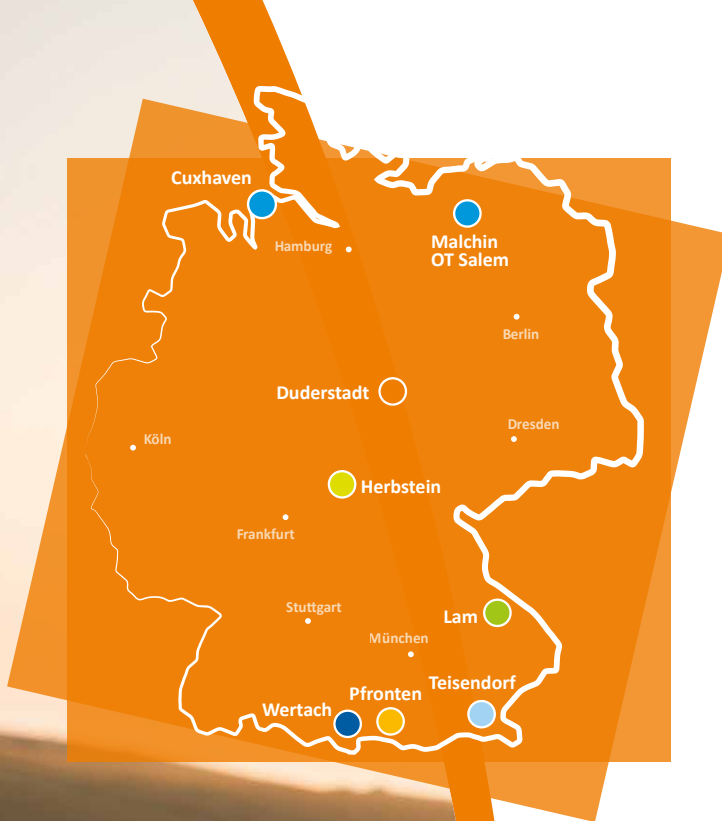 Cuxhaven
Malchin
OT Salem
Hamburg
Berlin
Duderstadt
Dresden
Köln
Herbstein
Frankfurt
Stuttgart
Lam
München
Teisendorf
Pfronten
Wertach